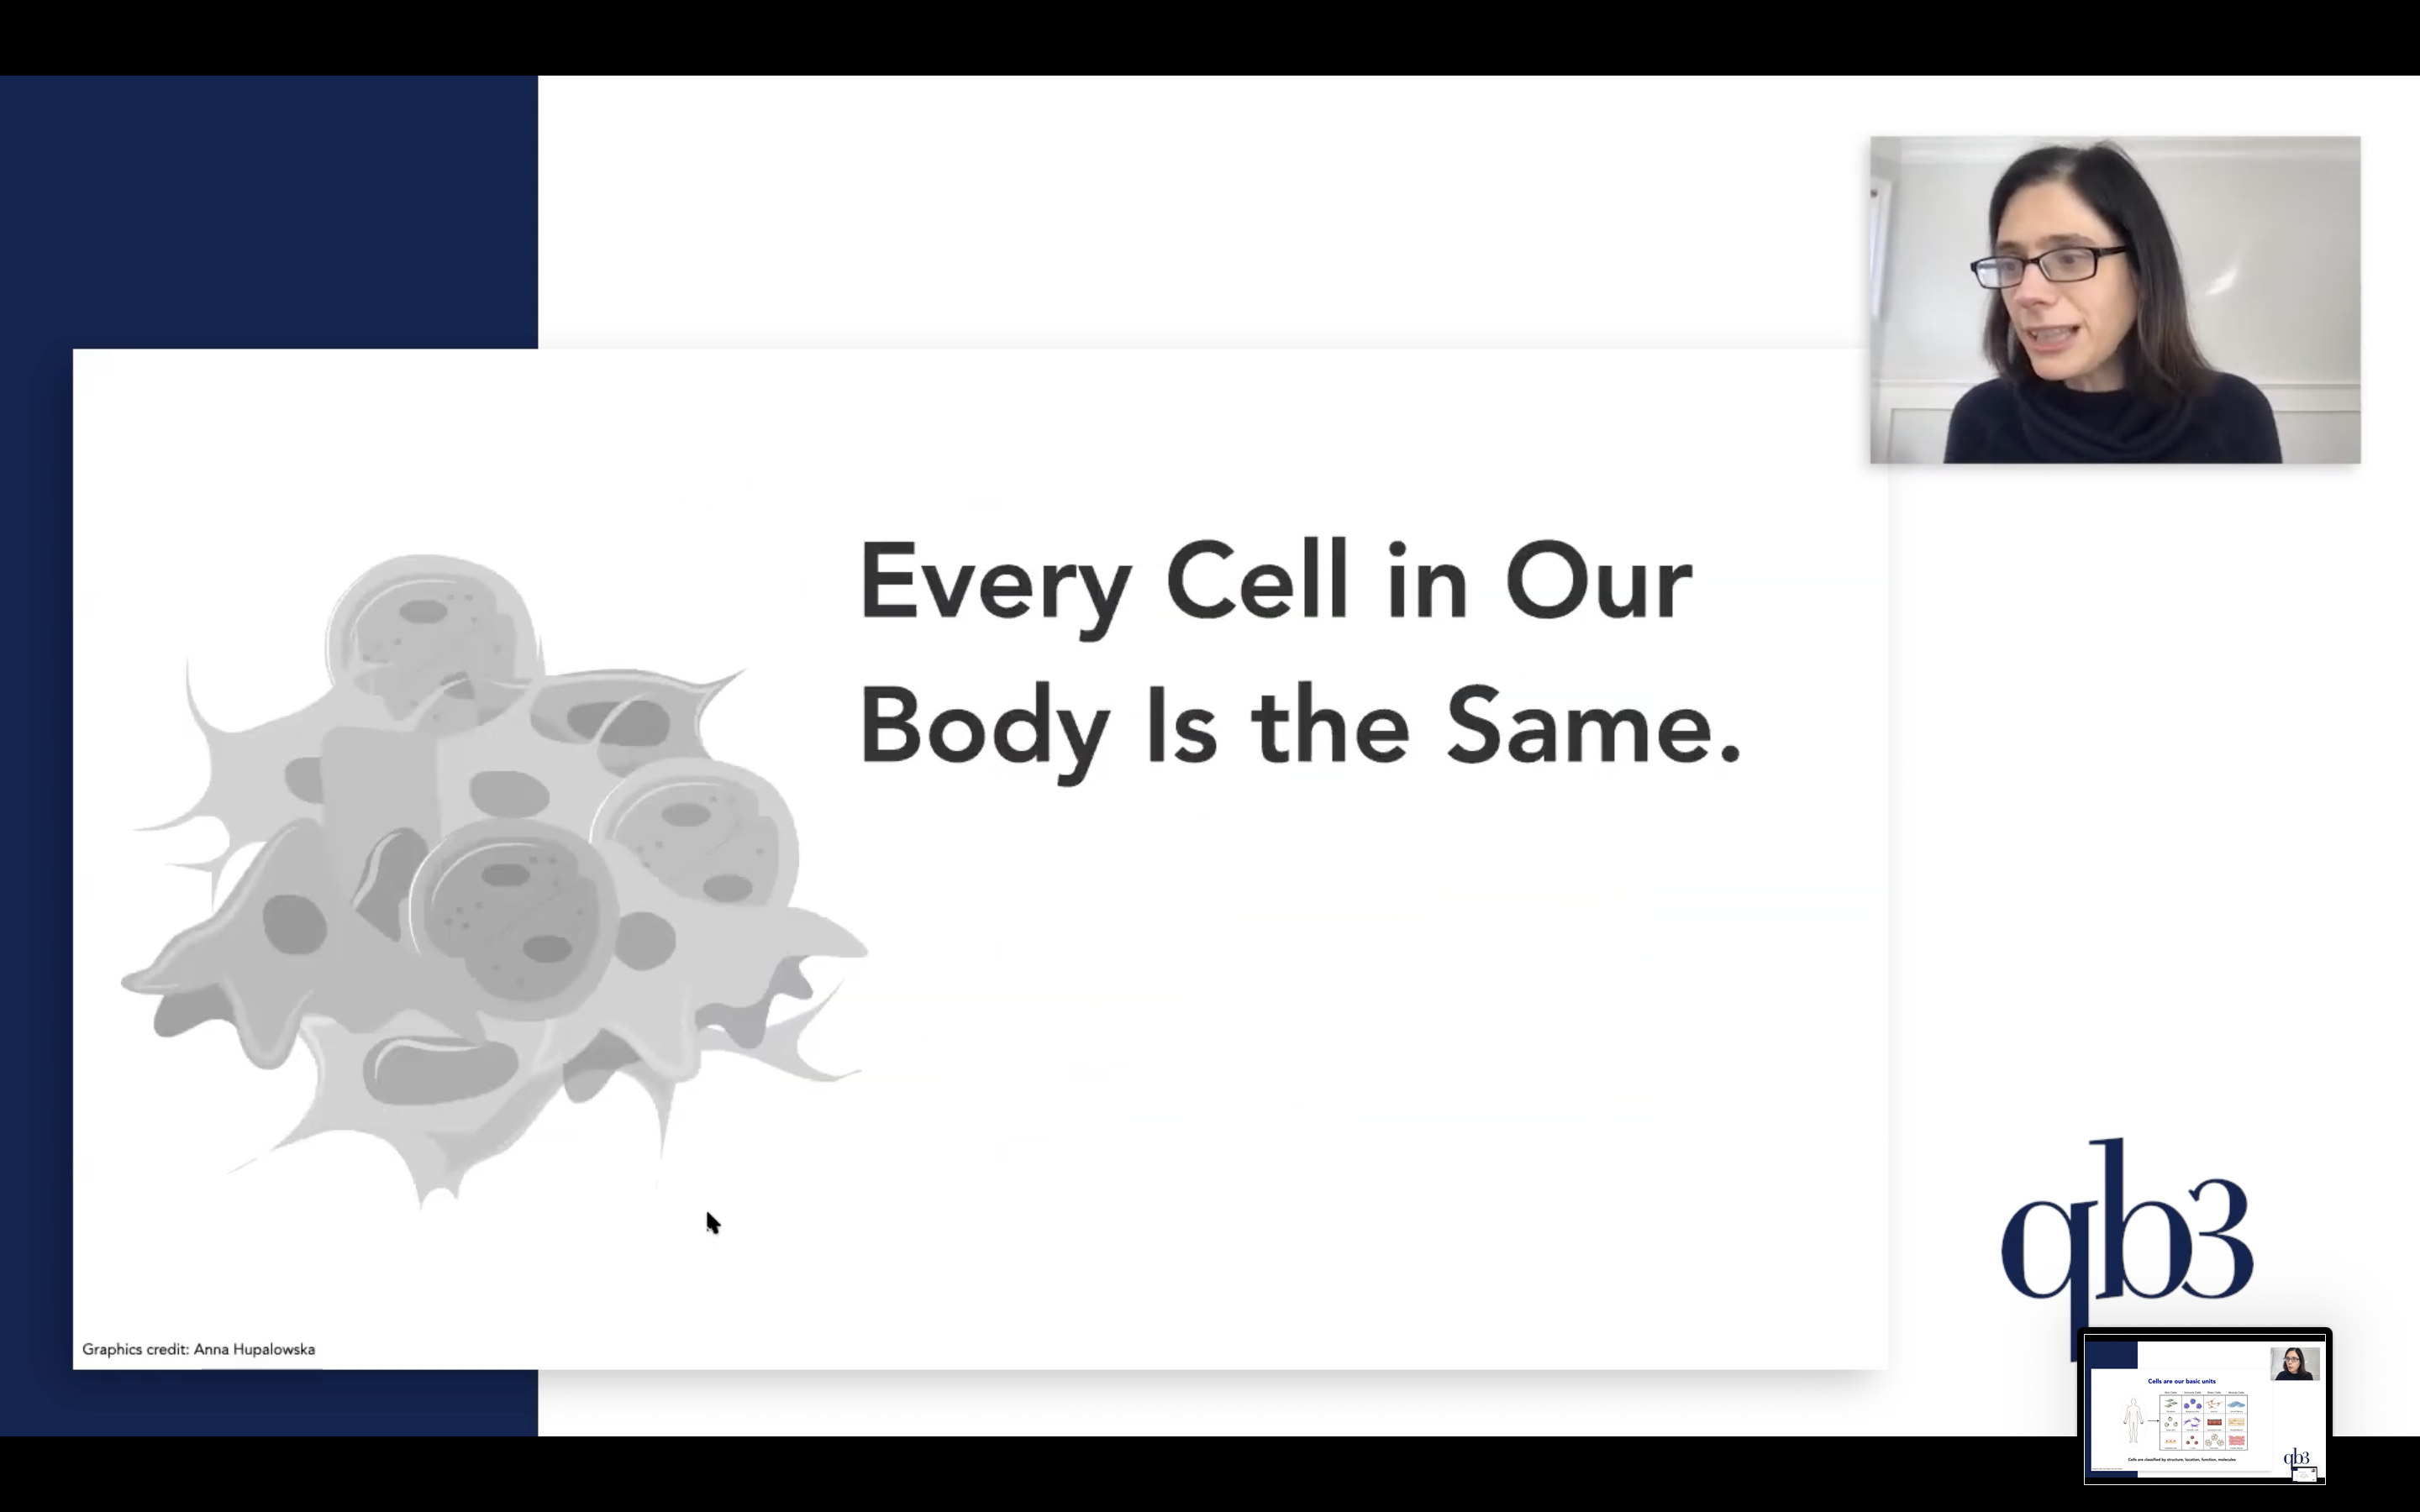 Every Cell in Our
Body Is the Same.
Graphics credit: Anna Hupalowska
qb3
Cells are our basic units
Cells are classified by structure, location, function, molecules
qb3